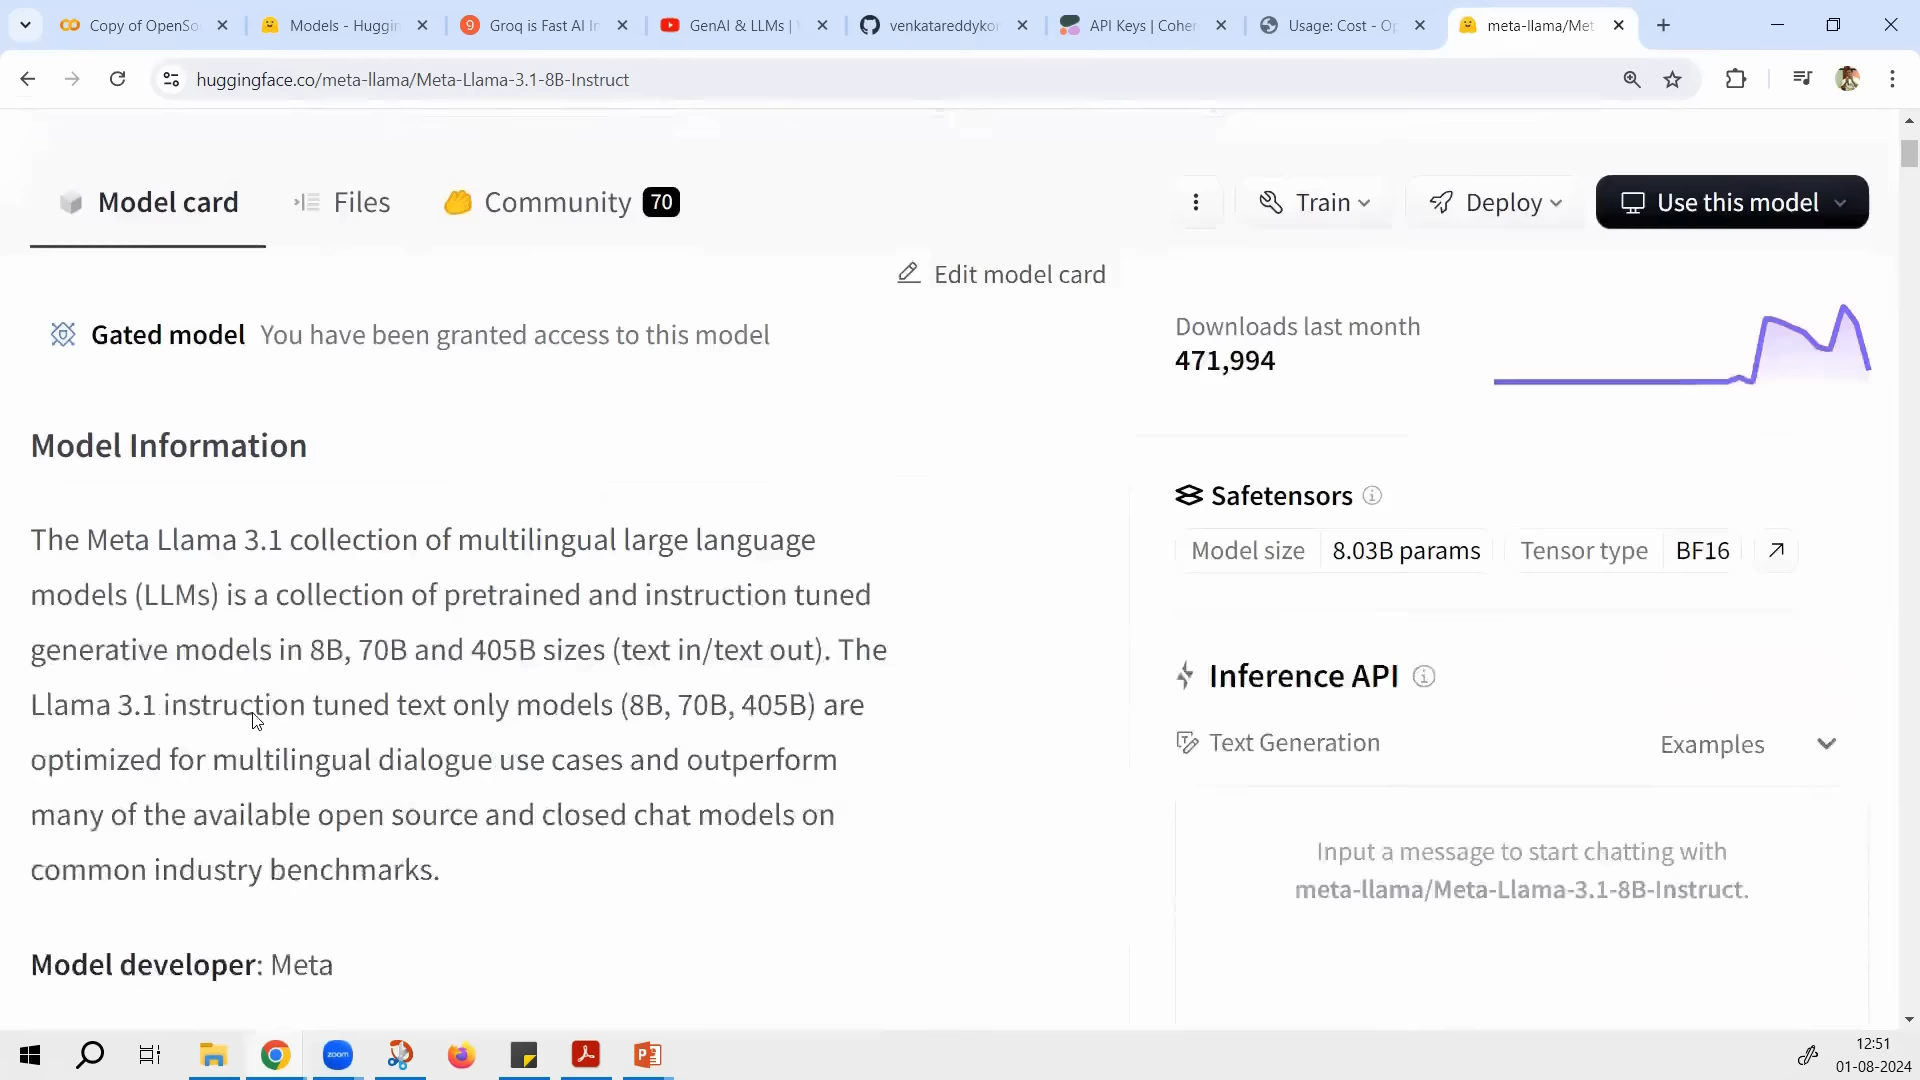 Copy of OpenSo
Models - Huggin
Groq is Fast AI In
GenAI & LLMs |
venkatareddykor
API Keys | Coher
Usage: Cost - Op
meta-llama/Met
huggingface.co/meta-llama/Meta-Llama-3.1-8B-Instruct
Model card
Files
Community 70
Train
Deploy
Use this model
Edit model card
Gated model You have been granted access to this model
Downloads last month
471,994
Model Information
The Meta Llama 3.1 collection of multilingual large language
models (LLMs) is a collection of pretrained and instruction tuned
generative models in 8B, 70B and 405B sizes (text in/text out). The
Llama 3.1 instruction tuned text only models (8B, 70B, 405B) are
optimized for multilingual dialogue use cases and outperform
many of the available open source and closed chat models on
common industry benchmarks.
Model developer: Meta
Safetensors
Model size 8.03B params Tensor type BF16
Inference API
Text Generation Examples
Input a message to start chatting with
meta-llama/Meta-Llama-3.1-8B-Instruct.
zoom
12:51
01-08-2024